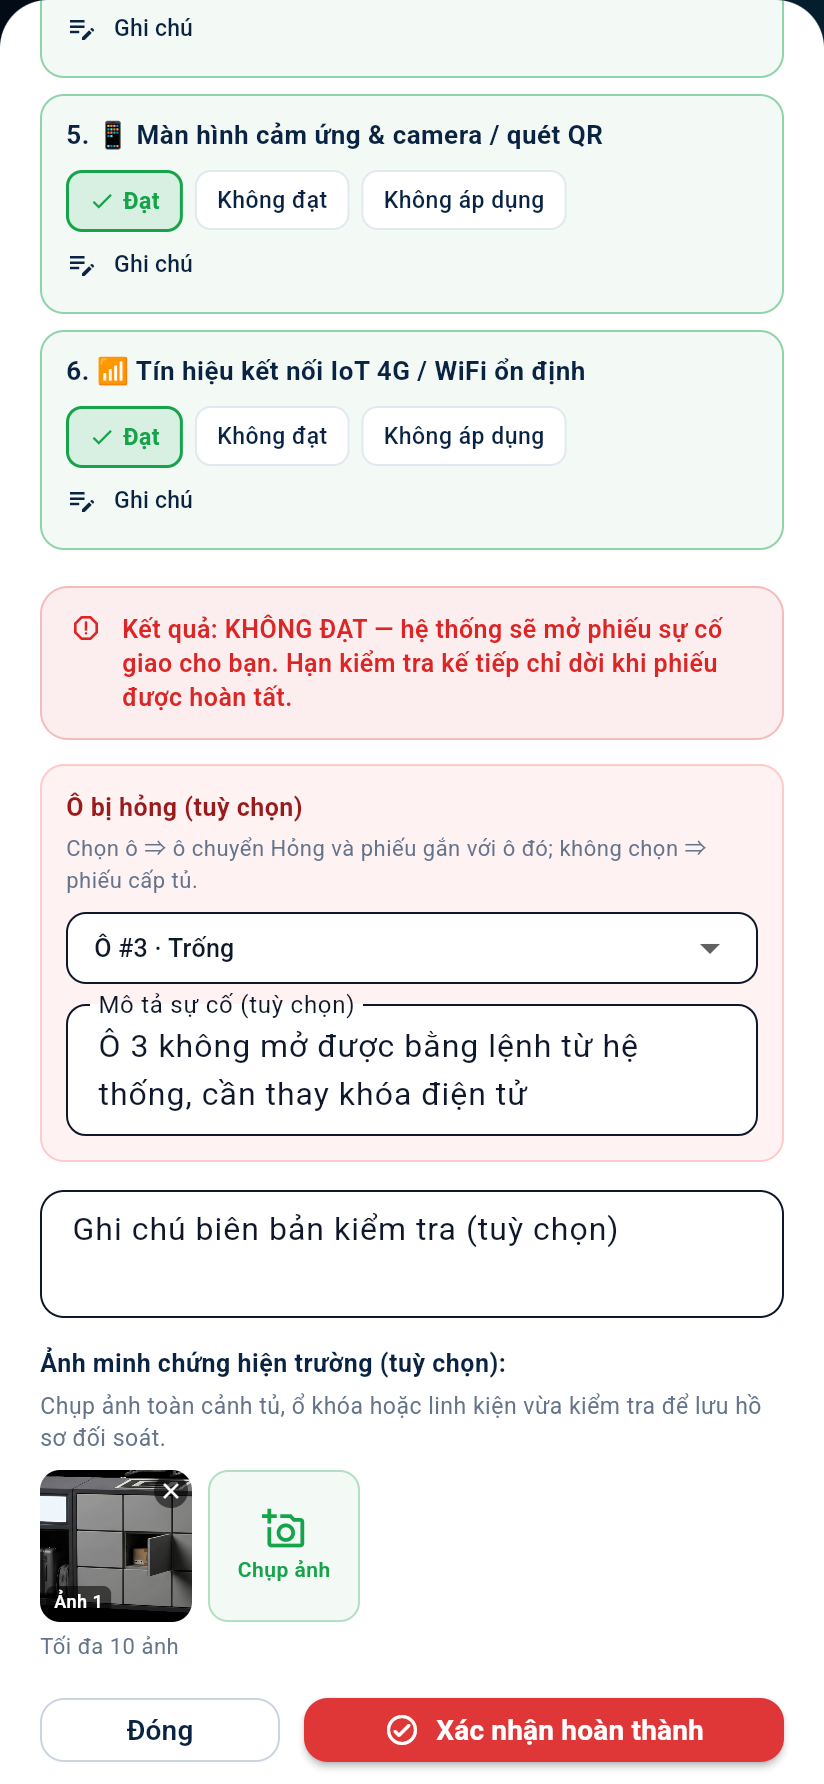 Ghi chú
5. 📱 Màn hình cảm ứng & camera / quét QR
Đạt
Không đạt
Không áp dụng
Ghi chú
6. 📶 Tín hiệu kết nối IoT 4G / WiFi ổn định
Đạt
Không đạt
Không áp dụng
Ghi chú
Kết quả: KHÔNG ĐẠT — hệ thống sẽ mở phiếu sự cố
giao cho bạn. Hạn kiểm tra kế tiếp chỉ dời khi phiếu
được hoàn tất.
Ô bị hỏng (tuỳ chọn)
Chọn ô ⇒ ô chuyển Hỏng và phiếu gắn với ô đó; không chọn ⇒
phiếu cấp tủ.
Ô #3 · Trống
Mô tả sự cố (tuỳ chọn)
Ô 3 không mở được bằng lệnh từ hệ
thống, cần thay khóa điện tử
Ghi chú biên bản kiểm tra (tuỳ chọn)
Ảnh minh chứng hiện trường (tuỳ chọn):
Chụp ảnh toàn cảnh tủ, ổ khóa hoặc linh kiện vừa kiểm tra để lưu hồ
sơ đối soát.
Ảnh 1
Chụp ảnh
Tối đa 10 ảnh
Đóng
Xác nhận hoàn thành